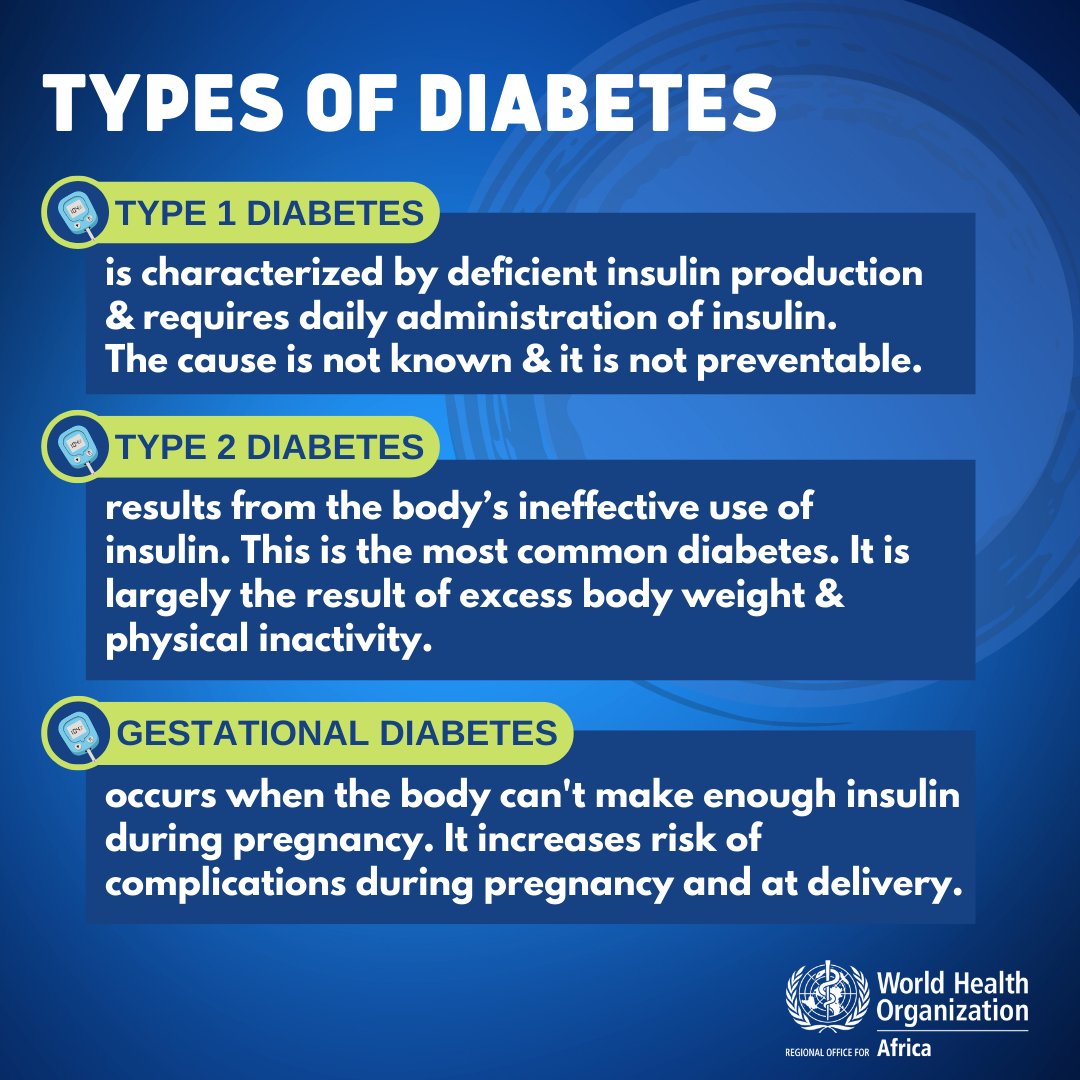 TYPES OF DIABETES
TYPE 1 DIABETES
is characterized by deficient insulin production
& requires daily administration of insulin.
The cause is not known & it is not preventable.
TYPE 2 DIABETES
results from the body’s ineffective use of
insulin. This is the most common diabetes. It is
largely the result of excess body weight &
physical inactivity.
GESTATIONAL DIABETES
occurs when the body can't make enough insulin
during pregnancy. It increases risk of
complications during pregnancy and at delivery.
World Health
Organization
REGIONAL OFFICE FOR Africa